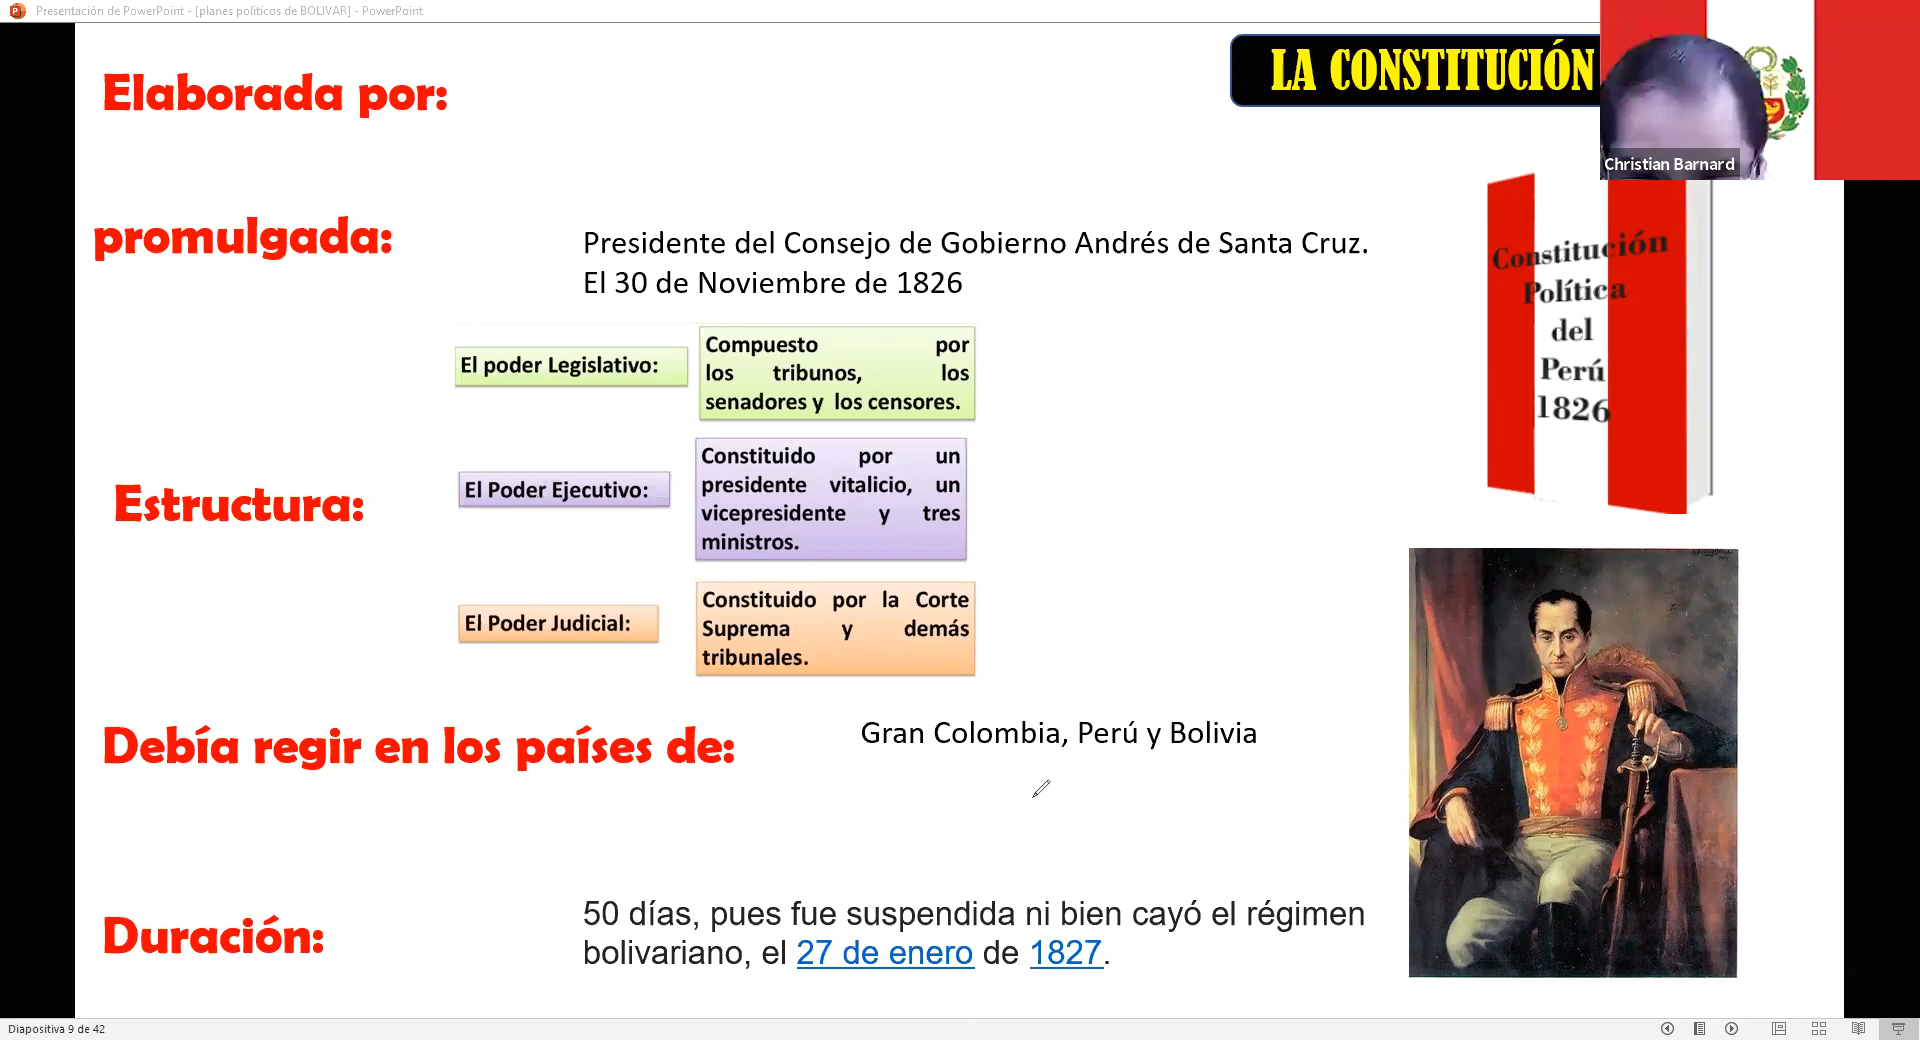 Presentación de PowerPoint - [planes politicos de BOLIVAR] - PowerPoint
LA CONSTITUCIÓN
Christian Barnard
Elaborada por:
promulgada:
Presidente del Consejo de Gobierno Andrés de Santa Cruz.
El 30 de Noviembre de 1826
Constitución
Política
del
Perú
1826
Estructura:
El poder Legislativo:
Compuesto por
los tribunos, los
senadores y los censores.
El Poder Ejecutivo:
Constituido por un
presidente vitalicio, un
vicepresidente y tres
ministros.
El Poder Judicial:
Constituido por la Corte
Suprema y demás
tribunales.
Debía regir en los países de:
Gran Colombia, Perú y Bolivia
Duración:
50 días, pues fue suspendida ni bien cayó el régimen
bolivariano, el 27 de enero de 1827.
Diapositiva 9 de 42